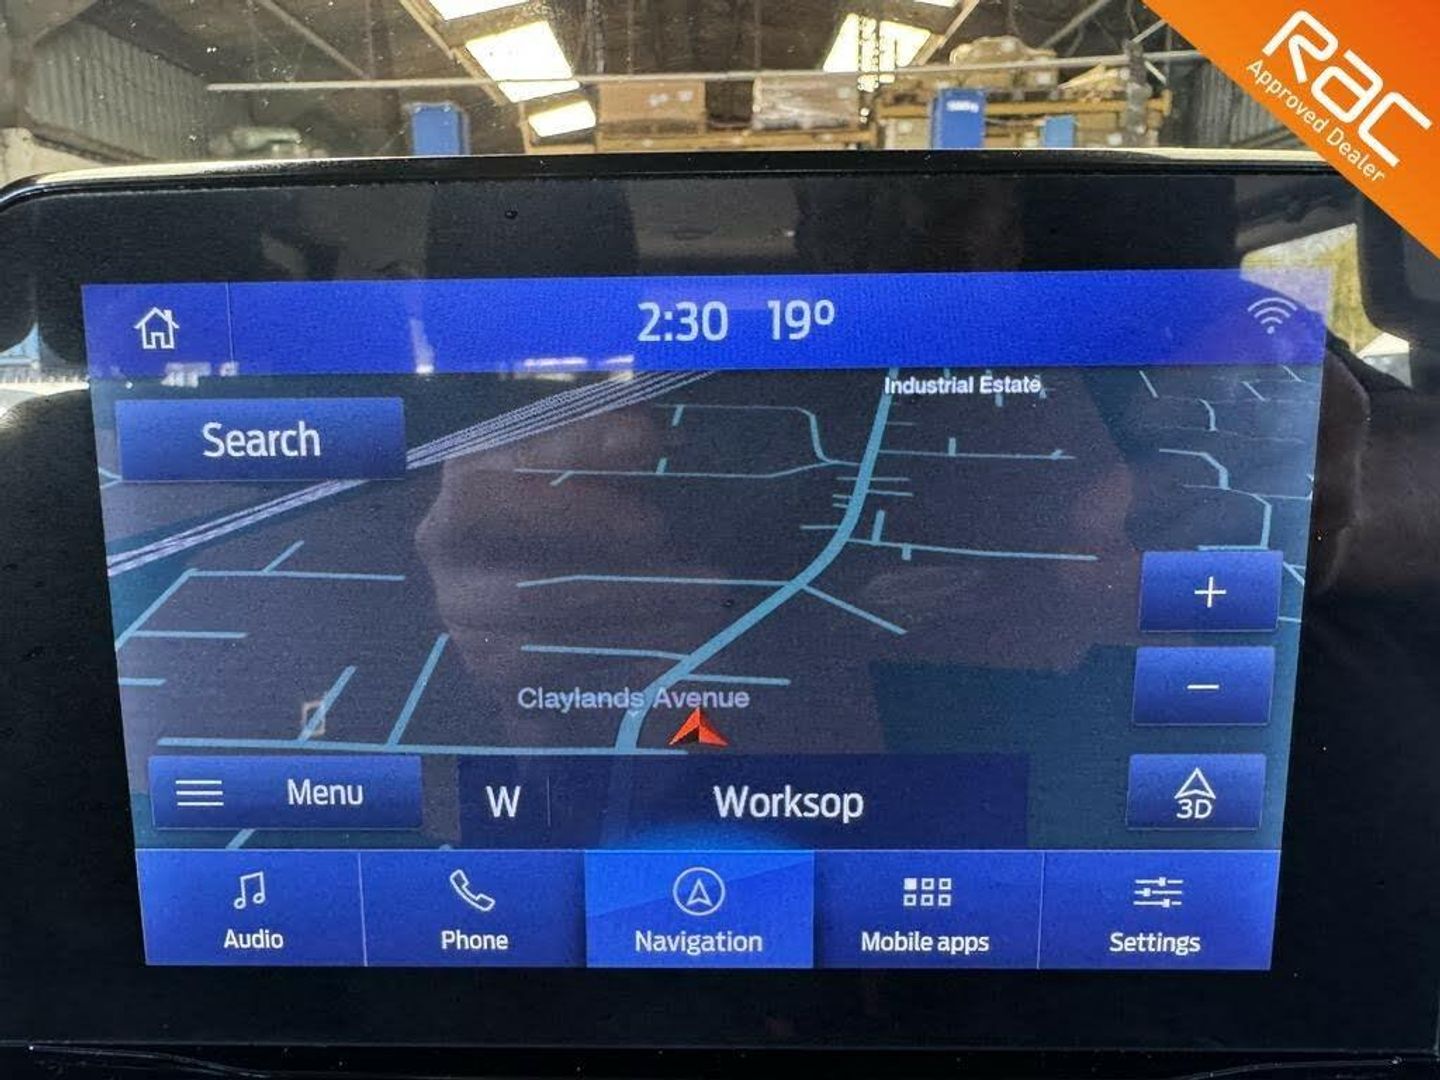 rac
Approved Dealer
2:30 19º
Industrial Estate
Search
+
Claylands Avenue
−
Menu
W
Worksop
3D
Audio
Phone
Navigation
Mobile apps
Settings